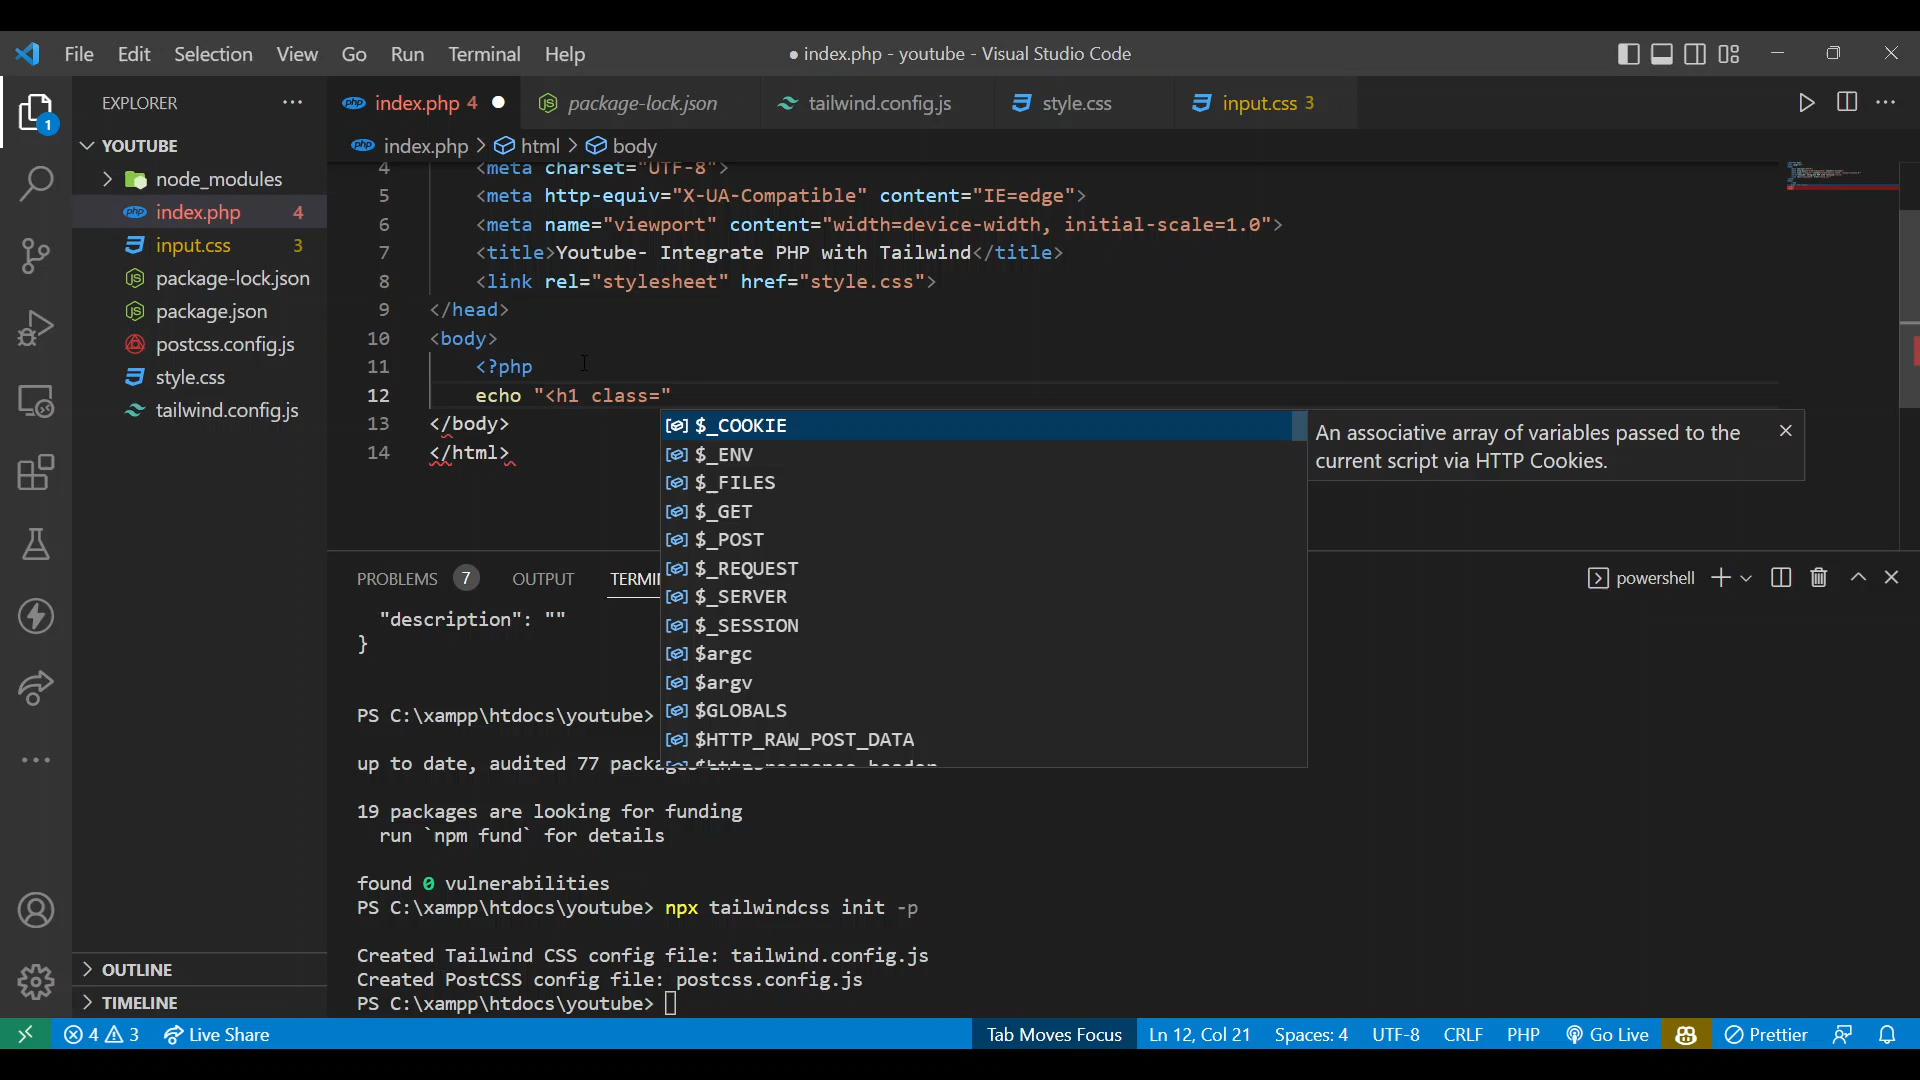 File Edit Selection View Go Run Terminal Help
● index.php - youtube - Visual Studio Code
EXPLORER
YOUTUBE
node_modules
index.php 4
input.css 3
package-lock.json
package.json
postcss.config.js
style.css
tailwind.config.js
OUTLINE
TIMELINE
1
index.php 4
package-lock.json
tailwind.config.js
style.css
input.css 3
index.php > html > body
4 <meta charset="UTF-8">
5 <meta http-equiv="X-UA-Compatible" content="IE=edge">
6 <meta name="viewport" content="width=device-width, initial-scale=1.0">
7 <title>Youtube- Integrate PHP with Tailwind</title>
8 <link rel="stylesheet" href="style.css">
9 </head>
10 <body>
11 <?php
12 echo "<h1 class="
13 </body>
14 </html>
$_COOKIE
$_ENV
$_FILES
$_GET
$_POST
$_REQUEST
$_SERVER
$_SESSION
$argc
$argv
$GLOBALS
$HTTP_RAW_POST_DATA
An associative array of variables passed to the
current script via HTTP Cookies.
PROBLEMS 7 OUTPUT TERMI
powershell
"description": ""
}
PS C:\xampp\htdocs\youtube>
up to date, audited 77 packages
19 packages are looking for funding
run `npm fund` for details
found 0 vulnerabilities
PS C:\xampp\htdocs\youtube> npx tailwindcss init -p
Created Tailwind CSS config file: tailwind.config.js
Created PostCSS config file: postcss.config.js
PS C:\xampp\htdocs\youtube>
4 3 Live Share
Tab Moves Focus Ln 12, Col 21 Spaces: 4 UTF-8 CRLF PHP Go Live Prettier